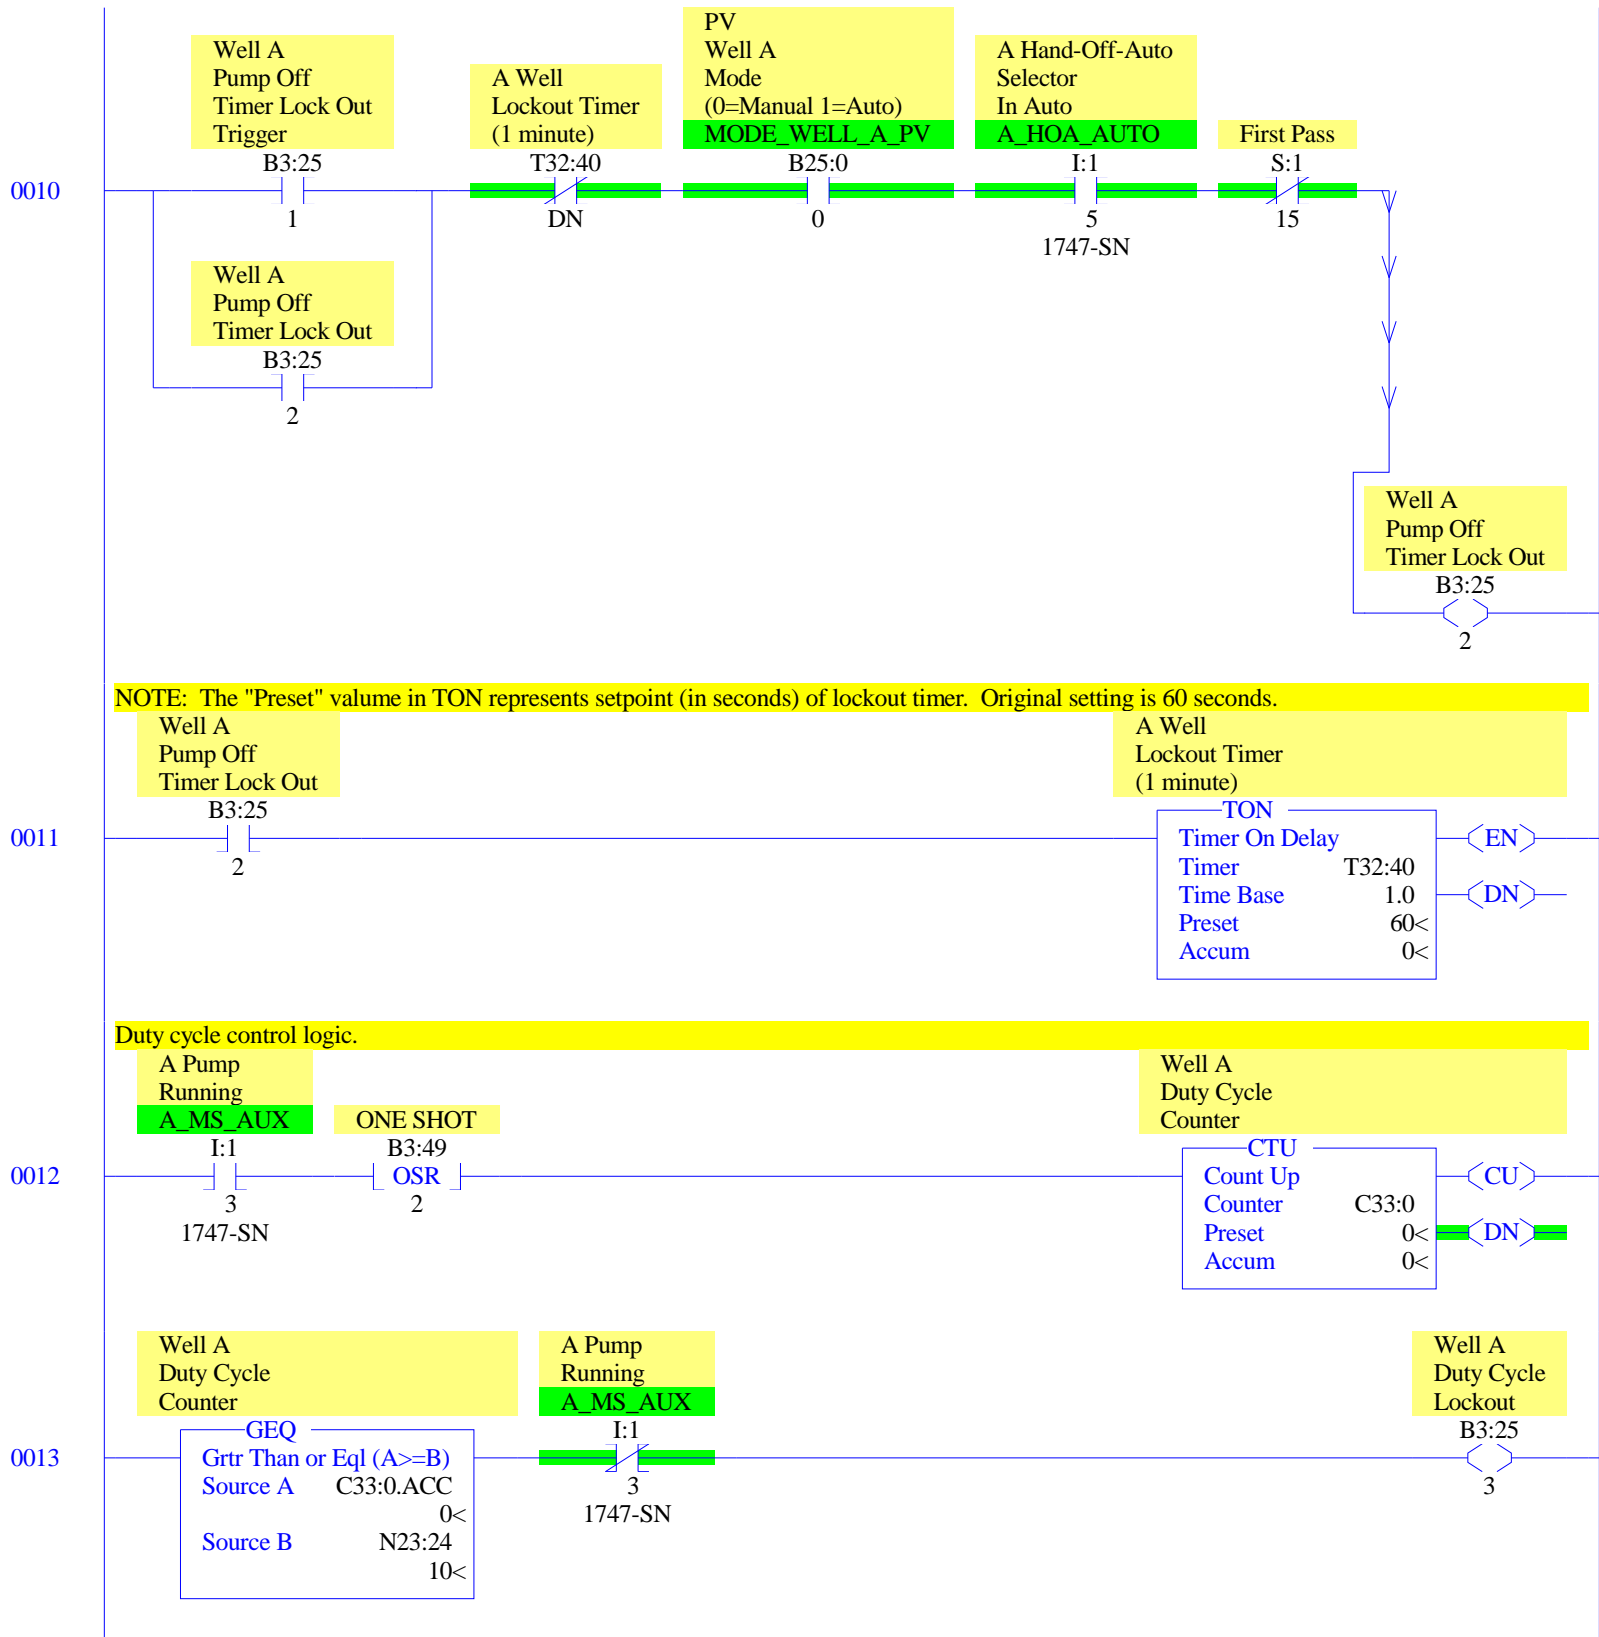 Well A
Pump Off
Timer Lock Out
Trigger
B3:25
1
A Well
Lockout Timer
(1 minute)
T32:40
DN
PV
Well A
Mode
(0=Manual 1=Auto)
MODE_WELL_A_PV
B25:0
0
A Hand-Off-Auto
Selector
In Auto
A_HOA_AUTO
I:1
5
1747-SN
First Pass
S:1
15
0010
Well A
Pump Off
Timer Lock Out
B3:25
2
Well A
Pump Off
Timer Lock Out
B3:25
2
NOTE:  The "Preset" valume in TON represents setpoint (in seconds) of lockout timer.  Original setting is 60 seconds.
Well A
Pump Off
Timer Lock Out
B3:25
2
0011
A Well
Lockout Timer
(1 minute)
TON
Timer On Delay
Timer T32:40
Time Base 1.0
Preset 60<
Accum 0<
EN
DN
Duty cycle control logic.
A Pump
Running
A_MS_AUX
I:1
3
1747-SN
ONE SHOT
B3:49
OSR
2
0012
Well A
Duty Cycle
Counter
CTU
Count Up
Counter C33:0
Preset 0<
Accum 0<
CU
DN
Well A
Duty Cycle
Counter
GEQ
Grtr Than or Eql (A>=B)
Source A C33:0.ACC
0<
Source B N23:24
10<
0013
A Pump
Running
A_MS_AUX
I:1
3
1747-SN
Well A
Duty Cycle
Lockout
B3:25
3